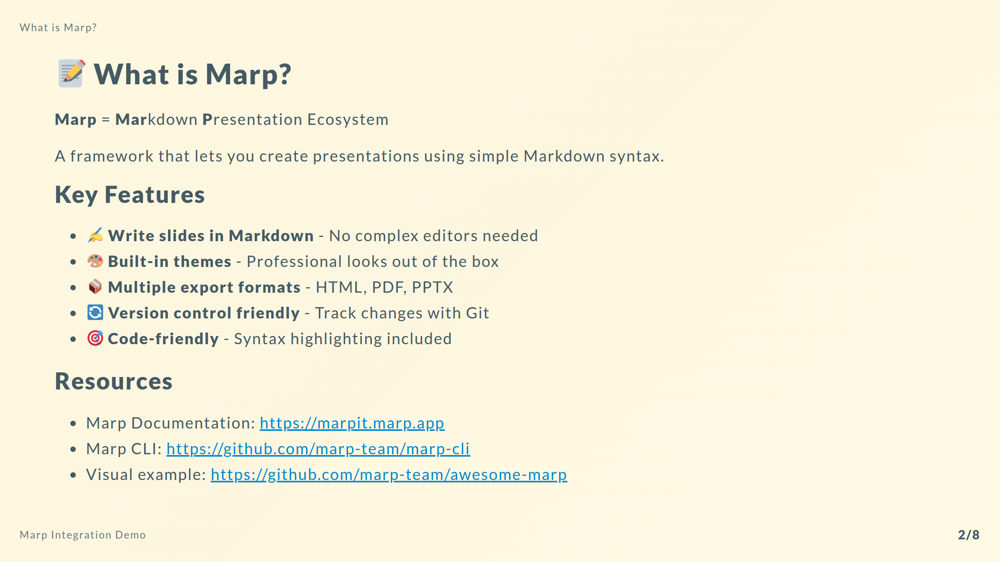 What is Marp?
📝 What is Marp?
Marp = Markdown Presentation Ecosystem
A framework that lets you create presentations using simple Markdown syntax.
Key Features
• ✍️ Write slides in Markdown - No complex editors needed
• 🎨 Built-in themes - Professional looks out of the box
• 📦 Multiple export formats - HTML, PDF, PPTX
• 🔄 Version control friendly - Track changes with Git
• 🎯 Code-friendly - Syntax highlighting included
Resources
• Marp Documentation: https://marpit.marp.app
• Marp CLI: https://github.com/marp-team/marp-cli
• Visual example: https://github.com/marp-team/awesome-marp
Marp Integration Demo
2/8